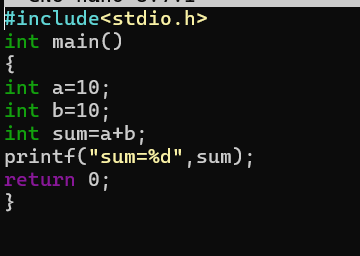 #include<stdio.h>
int main()
{
int a=10;
int b=10;
int sum=a+b;
printf("sum=%d",sum);
return 0;
}